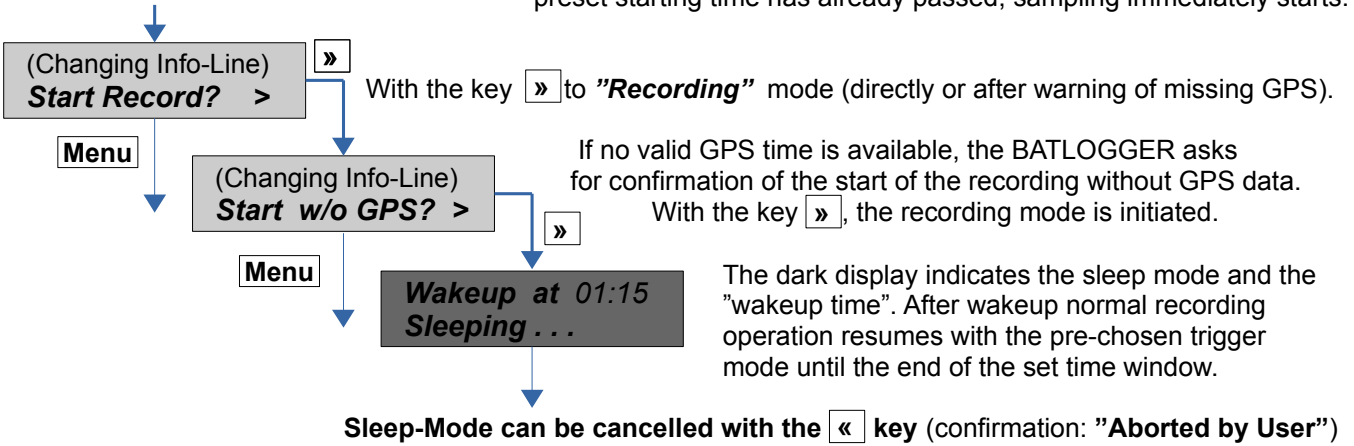 preset starting time has already passed, sampling immediately starts.
(Changing Info-Line)
Start Record? >
»
With the key » to ”Recording” mode (directly or after warning of missing GPS).
Menu
(Changing Info-Line)
Start w/o GPS? >
»
If no valid GPS time is available, the BATLOGGER asks
for confirmation of the start of the recording without GPS data.
With the key », the recording mode is initiated.
Menu
Wakeup at 01:15
Sleeping . . .
The dark display indicates the sleep mode and the
”wakeup time”. After wakeup normal recording
operation resumes with the pre-chosen trigger
mode until the end of the set time window.
Sleep-Mode can be cancelled with the « key (confirmation: ”Aborted by User”)